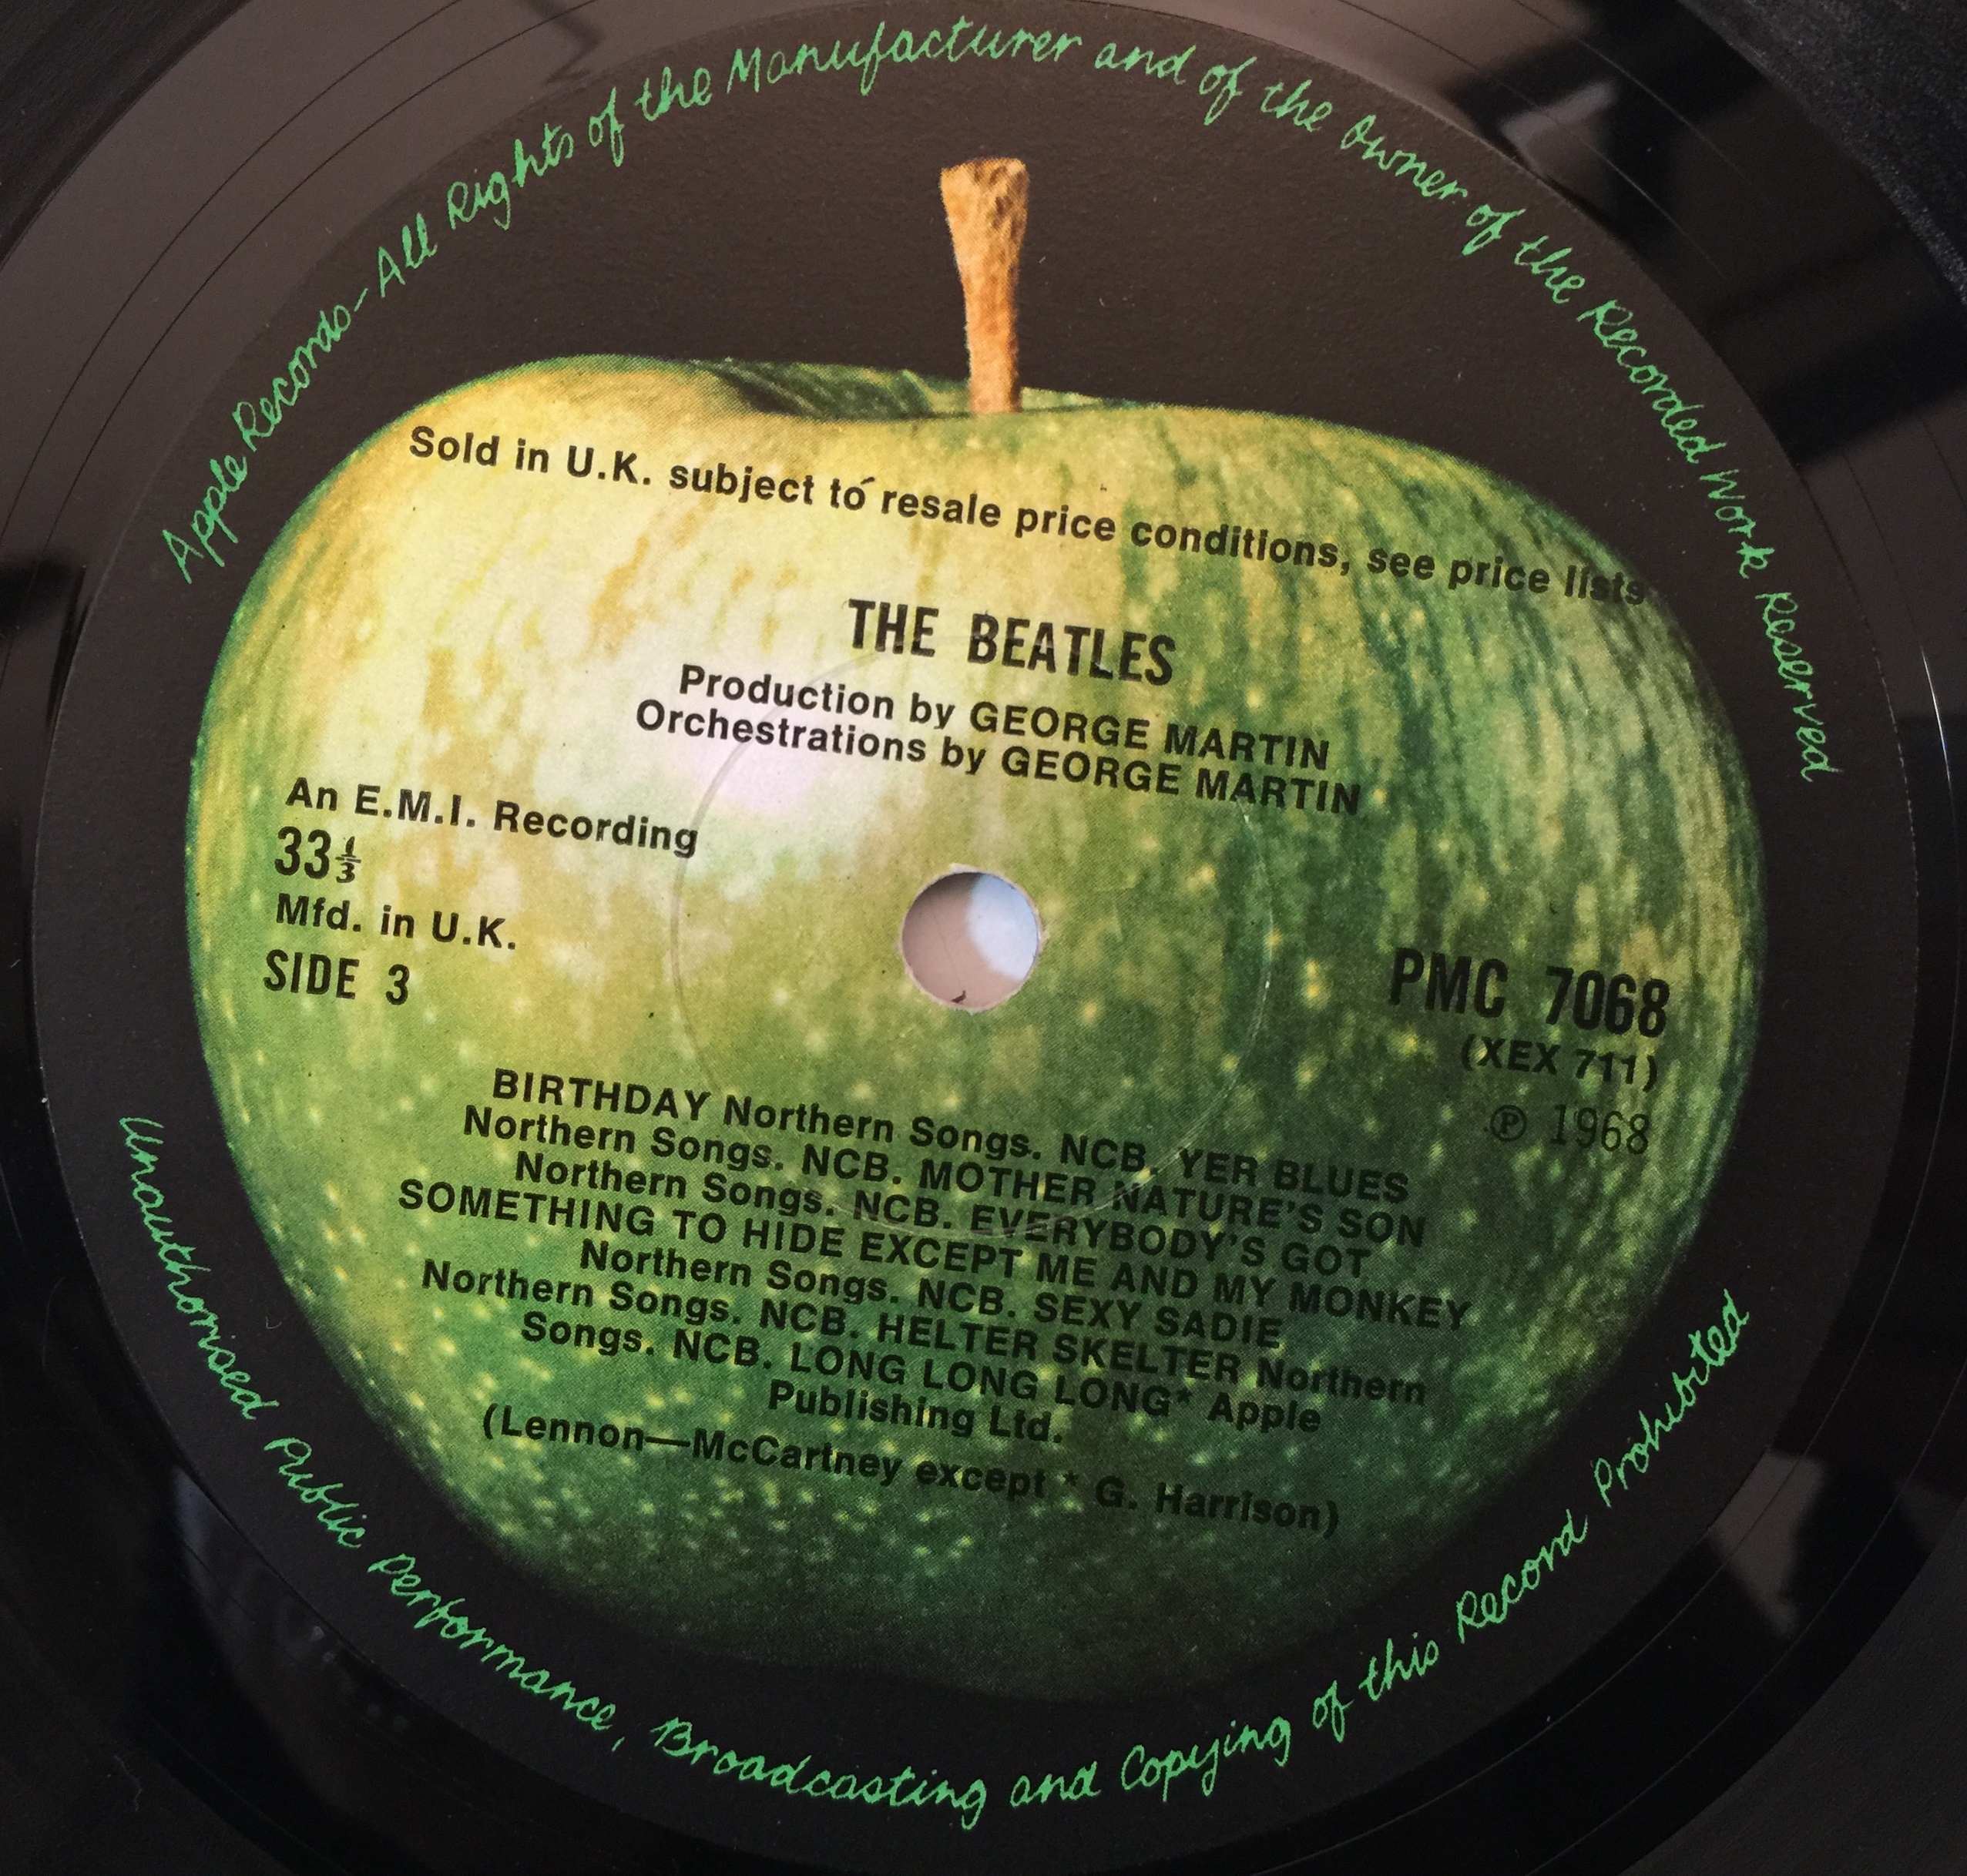 Apple Records-All Rights of the Manufacturer and of the Owner of the Recorded Work Reserved
Sold in U.K. subject to resale price conditions, see price lists
THE BEATLES
Production by GEORGE MARTIN
Orchestrations by GEORGE MARTIN
An E.M.I. Recording
33⅓
Mfd. in U.K.
SIDE 3
PMC 7068
(XEX 711)
℗ 1968
BIRTHDAY Northern Songs. NCB. YER BLUES
Northern Songs. NCB. MOTHER NATURE'S SON
Northern Songs. NCB. EVERYBODY'S GOT
SOMETHING TO HIDE EXCEPT ME AND MY MONKEY
Northern Songs. NCB. SEXY SADIE
Northern Songs. NCB. HELTER SKELTER Northern
Songs. NCB. LONG LONG LONG* Apple
Publishing Ltd.
(Lennon—McCartney except * G. Harrison)
Unauthorised Public Performance, Broadcasting and Copying of this Record Prohibited